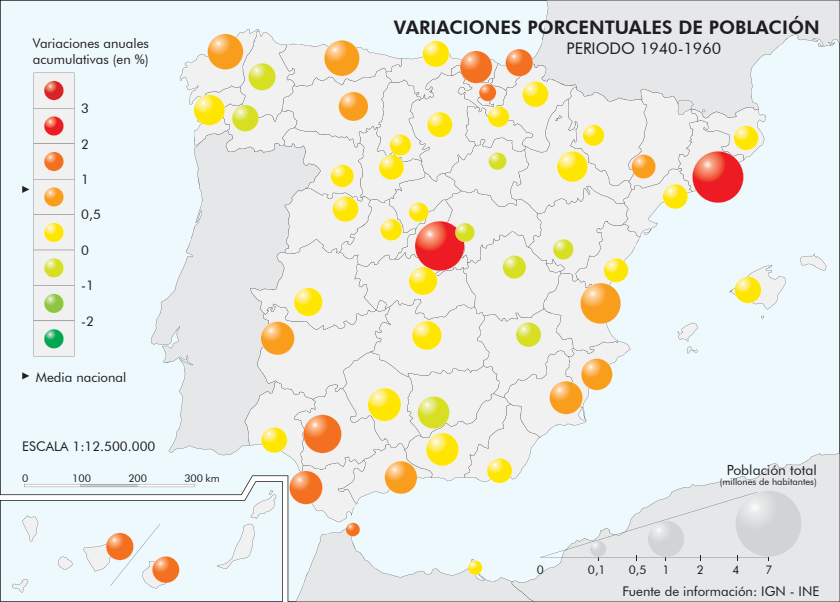 VARIACIONES PORCENTUALES DE POBLACIÓN
PERIODO 1940-1960
Variaciones anuales
acumulativas (en %)
3
2
1
0,5
0
-1
-2
Media nacional
ESCALA 1:12.500.000
0 100 200 300 km
Población total
(millones de habitantes)
0 0,1 0,5 1 2 4 7
Fuente de información: IGN - INE